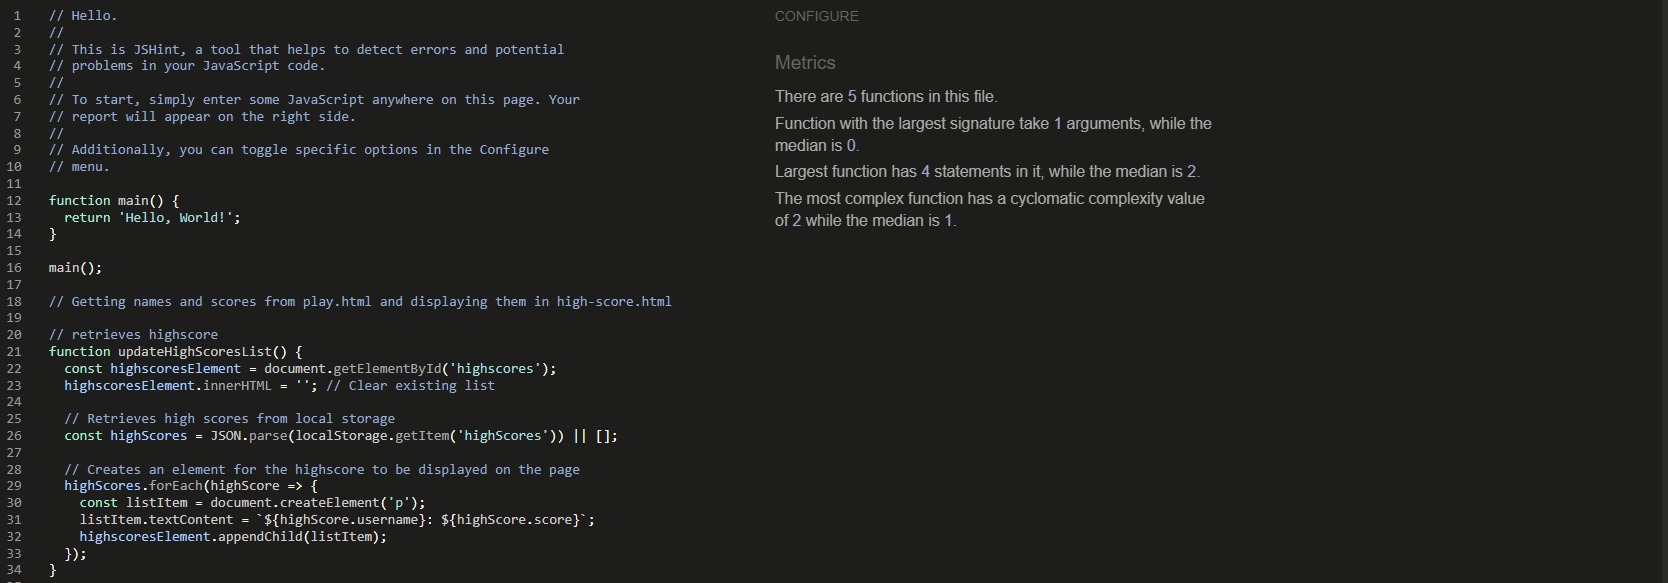 1 // Hello.
2 //
3 // This is JSHint, a tool that helps to detect errors and potential
4 // problems in your JavaScript code.
5 //
6 // To start, simply enter some JavaScript anywhere on this page. Your
7 // report will appear on the right side.
8 //
9 // Additionally, you can toggle specific options in the Configure
10 // menu.
11
12 function main() {
13   return 'Hello, World!';
14 }
15
16 main();
17
18 // Getting names and scores from play.html and displaying them in high-score.html
19
20 // retrieves highscore
21 function updateHighScoresList() {
22   const highscoresElement = document.getElementById('highscores');
23   highscoresElement.innerHTML = ''; // Clear existing list
24
25   // Retrieves high scores from local storage
26   const highScores = JSON.parse(localStorage.getItem('highScores')) || [];
27
28   // Creates an element for the highscore to be displayed on the page
29   highScores.forEach(highScore => {
30     const listItem = document.createElement('p');
31     listItem.textContent = `${highScore.username}: ${highScore.score}`;
32     highscoresElement.appendChild(listItem);
33   });
34 }
CONFIGURE
Metrics
There are 5 functions in this file.
Function with the largest signature take 1 arguments, while the
median is 0.
Largest function has 4 statements in it, while the median is 2.
The most complex function has a cyclomatic complexity value
of 2 while the median is 1.